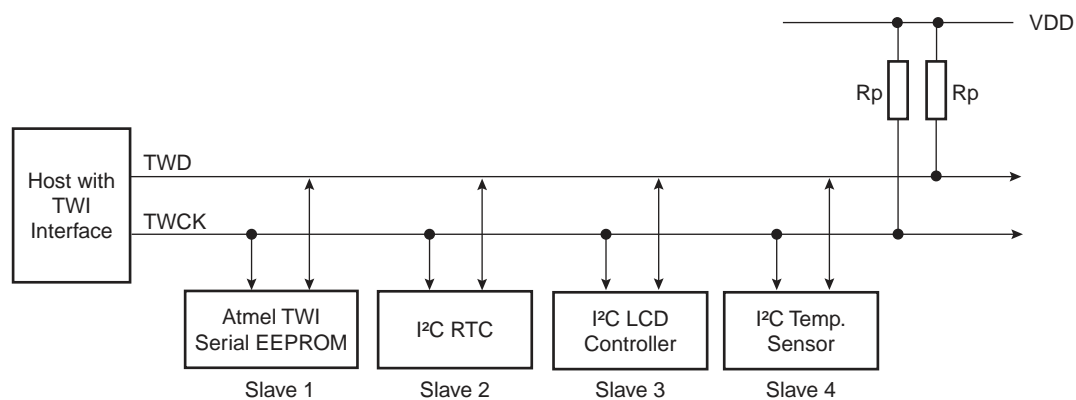 VDD
Rp
Rp
Host with
TWI
Interface
TWD
TWCK
Atmel TWI
Serial EEPROM
I²C RTC
I²C LCD
Controller
I²C Temp.
Sensor
Slave 1
Slave 2
Slave 3
Slave 4